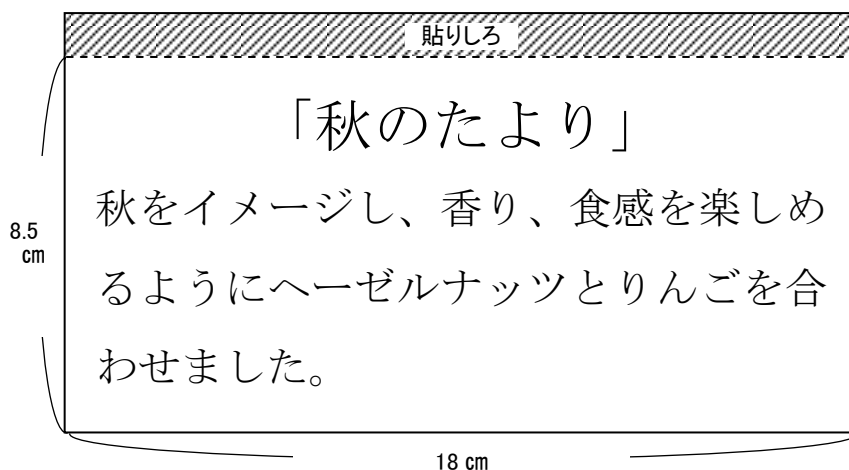 貼りしろ
「秋のたより」
秋をイメージし、香り、食感を楽しめ
るようにヘーゼルナッツとりんごを合
わせました。
8.5
cm
18 cm